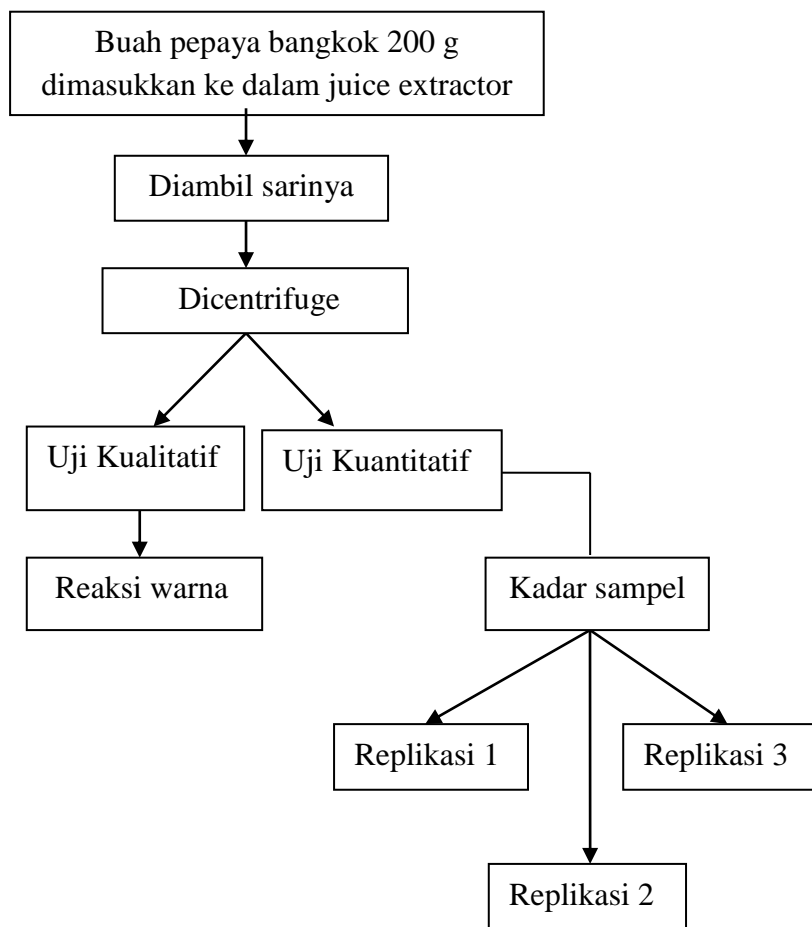 Buah pepaya bangkok 200 g
dimasukkan ke dalam juice extractor
Diambil sarinya
Dicentrifuge
Uji Kualitatif
Uji Kuantitatif
Reaksi warna
Kadar sampel
Replikasi 1
Replikasi 3
Replikasi 2